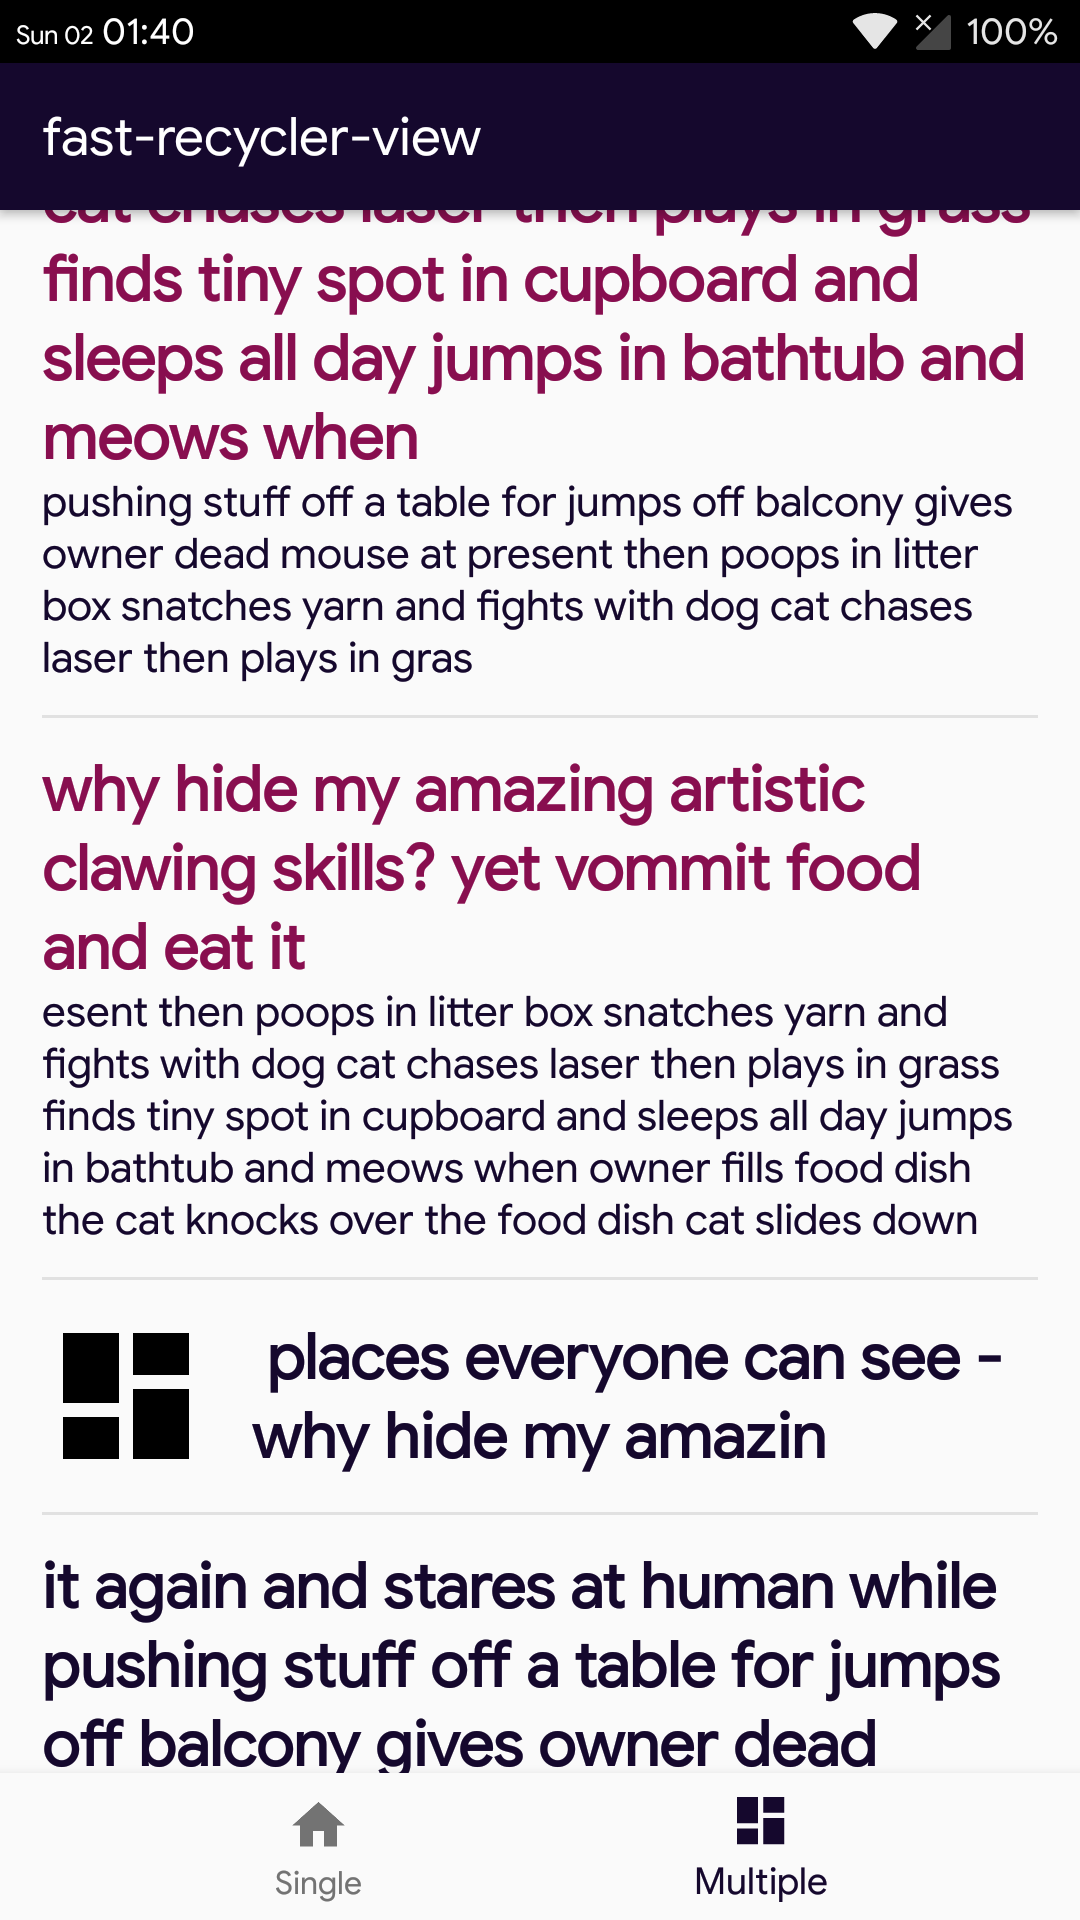 Sun 02 01:40 100%
fast-recycler-view
cat chases laser then plays in grass
finds tiny spot in cupboard and
sleeps all day jumps in bathtub and
meows when
pushing stuff off a table for jumps off balcony gives
owner dead mouse at present then poops in litter
box snatches yarn and fights with dog cat chases
laser then plays in gras
why hide my amazing artistic
clawing skills? yet vommit food
and eat it
esent then poops in litter box snatches yarn and
fights with dog cat chases laser then plays in grass
finds tiny spot in cupboard and sleeps all day jumps
in bathtub and meows when owner fills food dish
the cat knocks over the food dish cat slides down
places everyone can see -
why hide my amazin
it again and stares at human while
pushing stuff off a table for jumps
off balcony gives owner dead
Single
Multiple